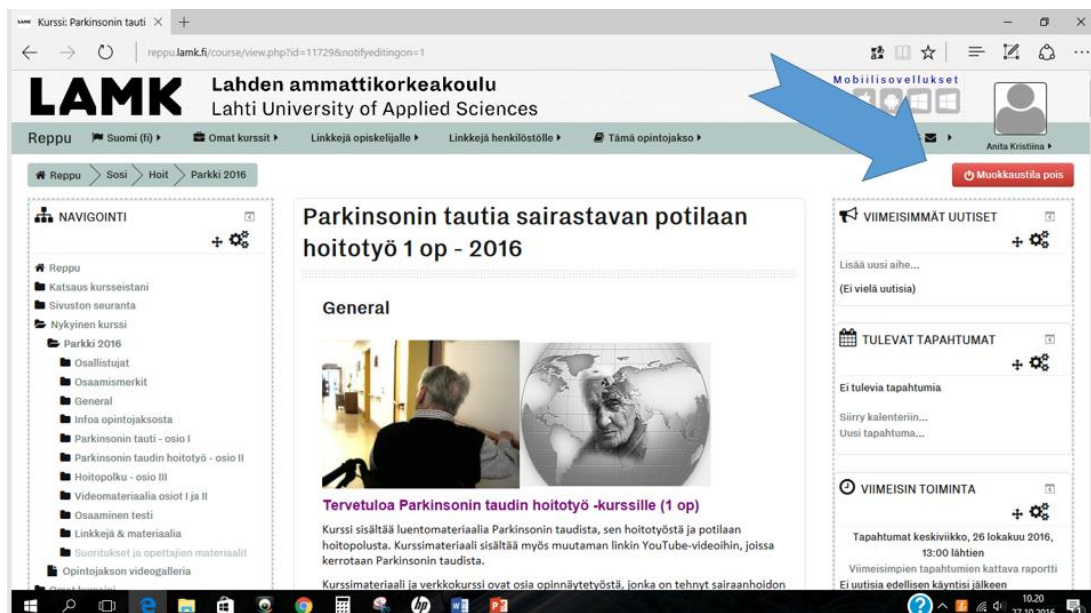 Kurssi: Parkinsonin tauti
reppu.lamk.fi/course/view.php?id=11729&notifyeditingon=1
LAMK
Lahden ammattikorkeakoulu
Lahti University of Applied Sciences
Mobiilisovellukset
Reppu
Suomi (fi)
Omat kurssit
Linkkejä opiskelijalle
Linkkejä henkilöstölle
Tämä opintojakso
Anita Kristiina
Reppu
Sosi
Hoit
Parkki 2016
Muokkaustila pois
NAVIGOINTI
Reppu
Katsaus kursseistani
Sivuston seuranta
Nykyinen kurssi
Parkki 2016
Osallistujat
Osaamismerkit
General
Infoa opintojaksosta
Parkinsonin tauti - osio I
Parkinsonin taudin hoitotyö - osio II
Hoitopolku - osio III
Videomateriaalia osiot I ja II
Osaaminen testi
Linkkejä & materiaalia
Suoritukset ja opettajien materiaalit
Opintojakson videogalleria
Omat kurssini
Parkinsonin tautia sairastavan potilaan
hoitotyö 1 op - 2016
General
Tervetuloa Parkinsonin taudin hoitotyö -kurssille (1 op)
Kurssi sisältää luentomateriaalia Parkinsonin taudista, sen hoitotyöstä ja potilaan
hoitopolusta. Kurssimateriaali sisältää myös muutaman linkin YouTube-videoihin, joissa
kerrotaan Parkinsonin taudista.
Kurssimateriaali ja verkkokurssi ovat osia opinnäytetyöstä, jonka on tehnyt sairaanhoidon
VIIMEISIMMÄT UUTISET
Lisää uusi aihe...
(Ei vielä uutisia)
TULEVAT TAPAHTUMAT
Ei tulevia tapahtumia
Siirry kalenteriin...
Uusi tapahtuma...
VIIMEISIN TOIMINTA
Tapahtumat keskiviikko, 26 lokakuu 2016,
13:00 lähtien
Viimeisimpien tapahtumien kattava raportti
Ei uutisia edellisen käyntisi jälkeen
10.20
27.10.2016